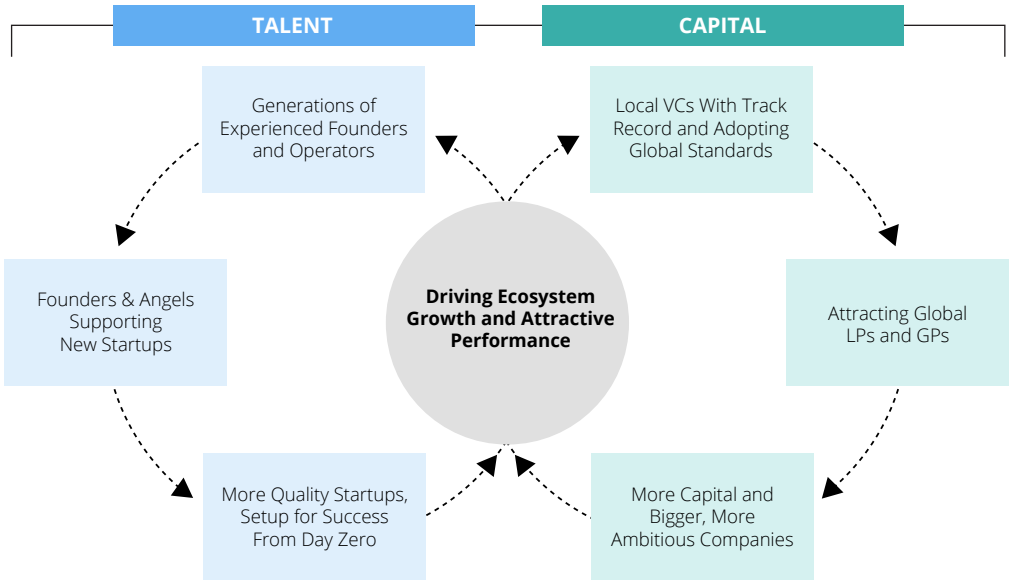 TALENT
CAPITAL
Generations of
Experienced Founders
and Operators
Local VCs With Track
Record and Adopting
Global Standards
Founders & Angels
Supporting
New Startups
Driving Ecosystem
Growth and Attractive
Performance
Attracting Global
LPs and GPs
More Quality Startups,
Setup for Success
From Day Zero
More Capital and
Bigger, More
Ambitious Companies